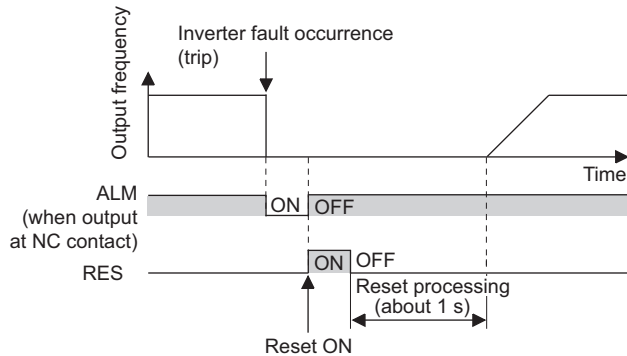 Inverter fault occurrence
(trip)
Output frequency
Time
ALM
(when output
at NC contact)
ON
OFF
RES
ON
OFF
Reset processing
(about 1 s)
Reset ON